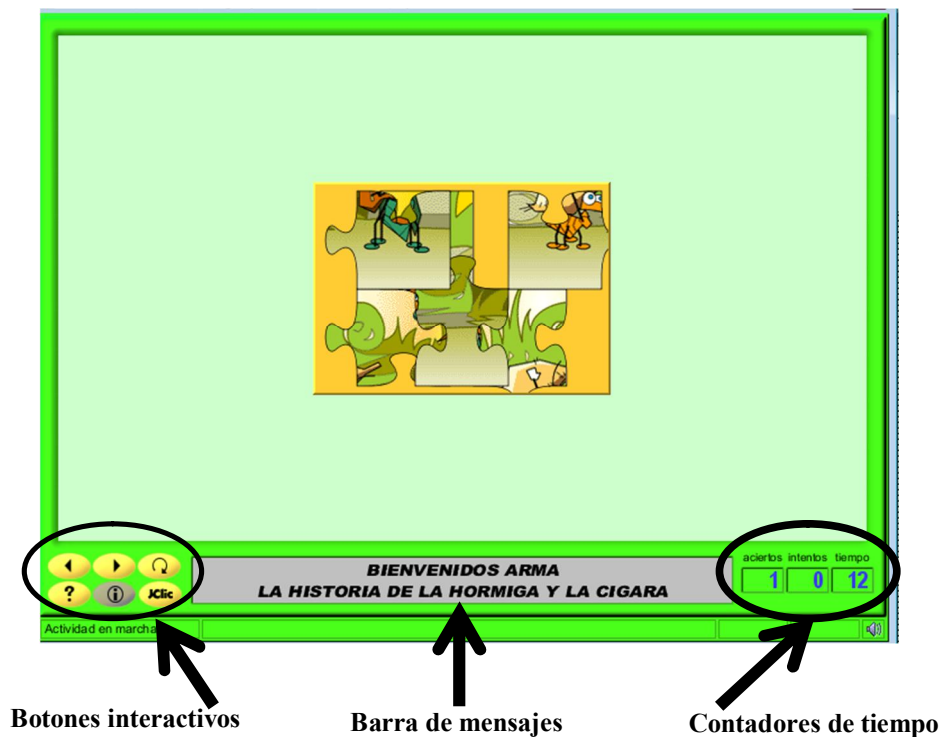 BIENVENIDOS ARMA
LA HISTORIA DE LA HORMIGA Y LA CIGARA
aciertos intentos tiempo
1 0 12
? i JClic
Actividad en marcha
Botones interactivos
Barra de mensajes
Contadores de tiempo